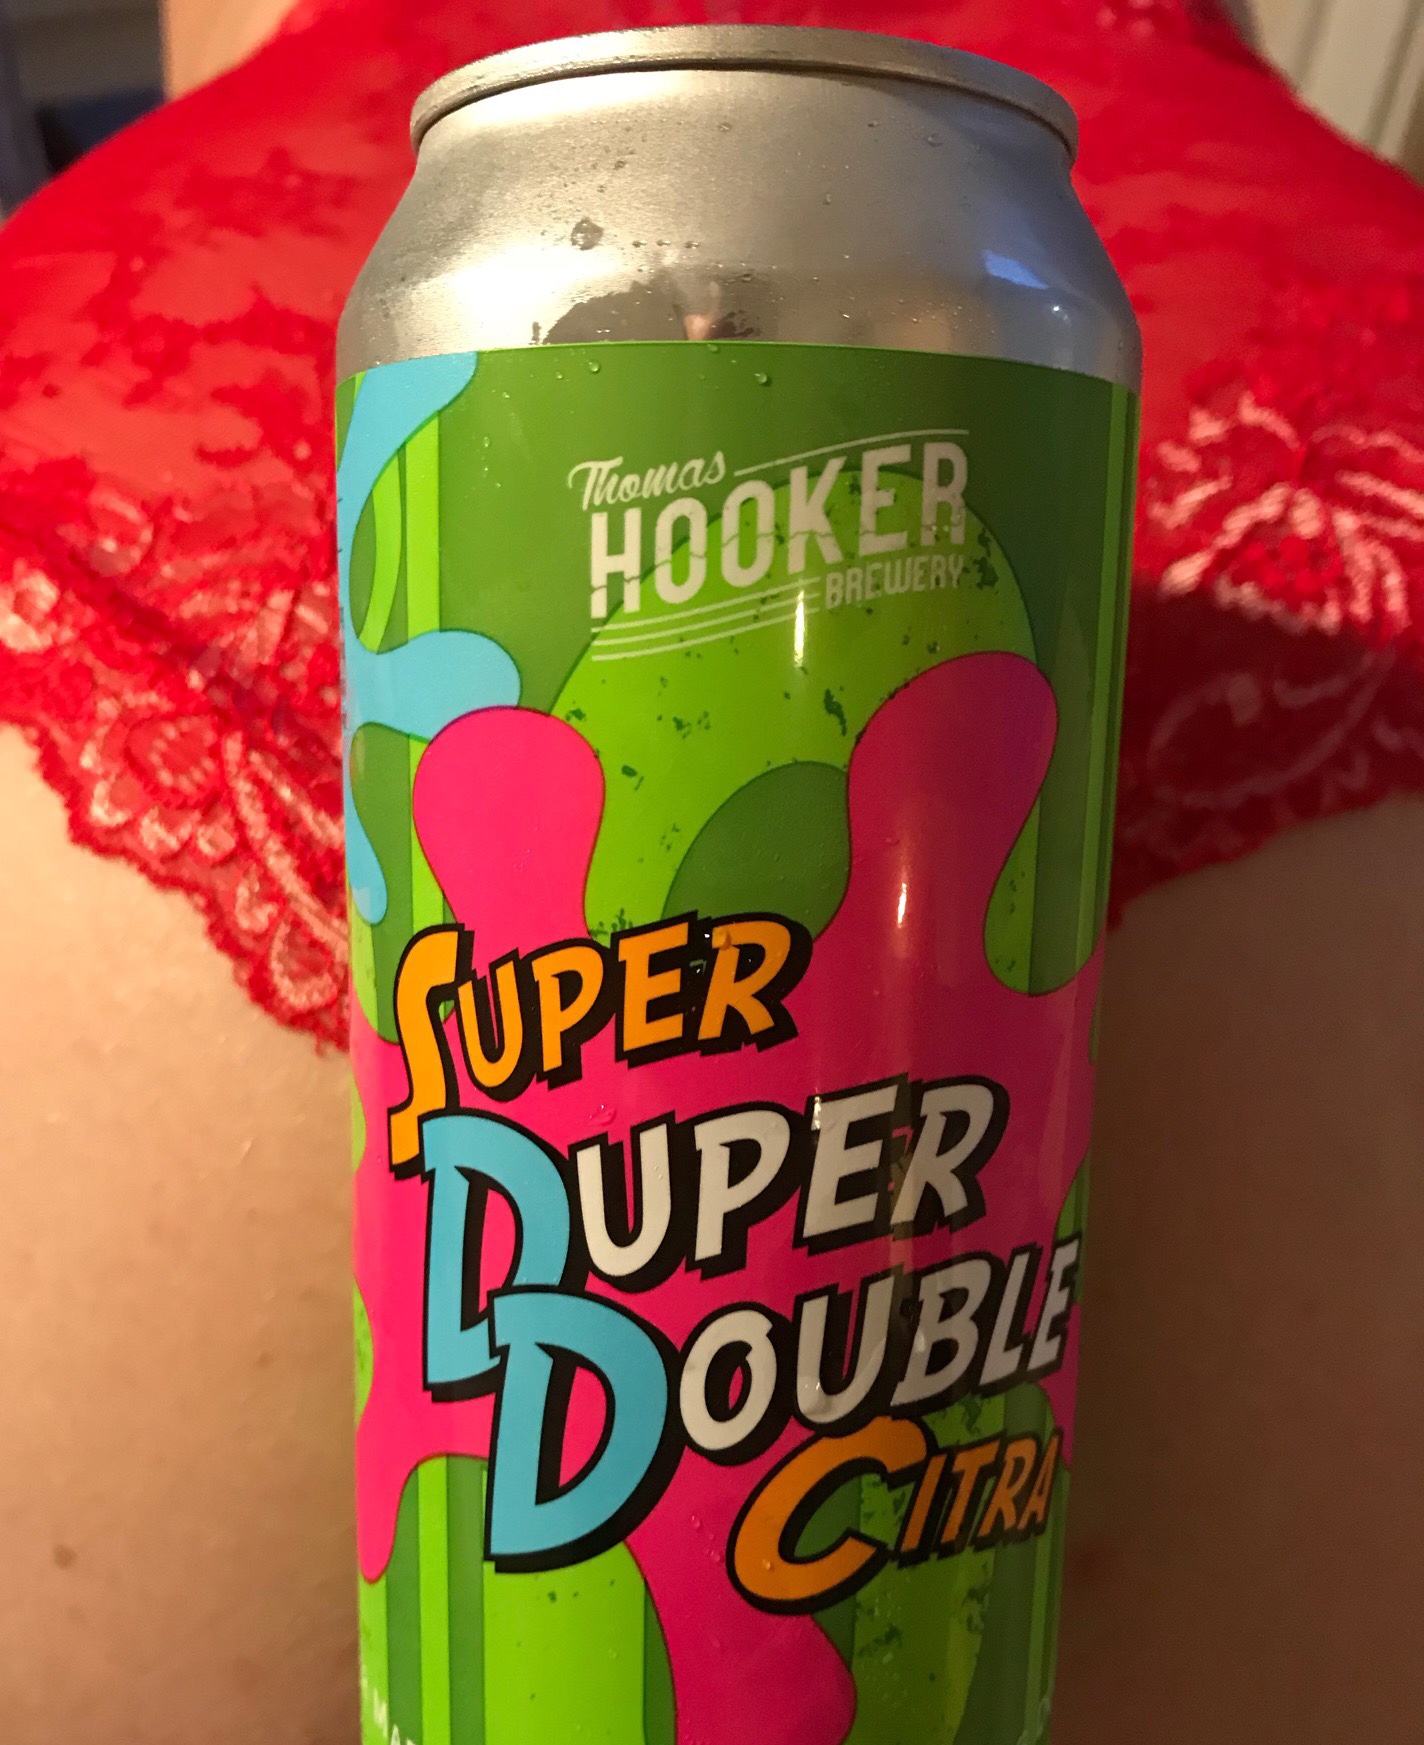 Thomas
HOOKER
BREWERY
SUPER
DUPER
DOUBLE
CITRA